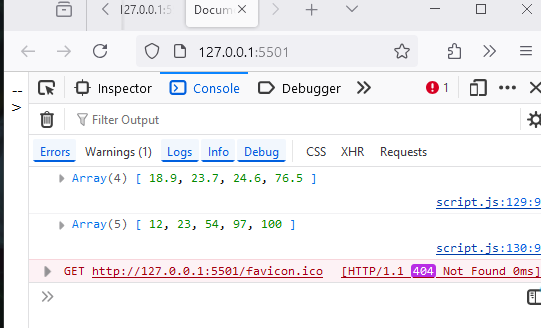 127.0.0.1:5501
Docum
127.0.0.1:5501
--
>
Inspector
Console
Debugger
1
Filter Output
Errors
Warnings (1)
Logs
Info
Debug
CSS
XHR
Requests
Array(4) [ 18.9, 23.7, 24.6, 76.5 ]
script.js:129:9
Array(5) [ 12, 23, 54, 97, 100 ]
script.js:130:9
GET http://127.0.0.1:5501/favicon.ico [HTTP/1.1 404 Not Found 0ms]